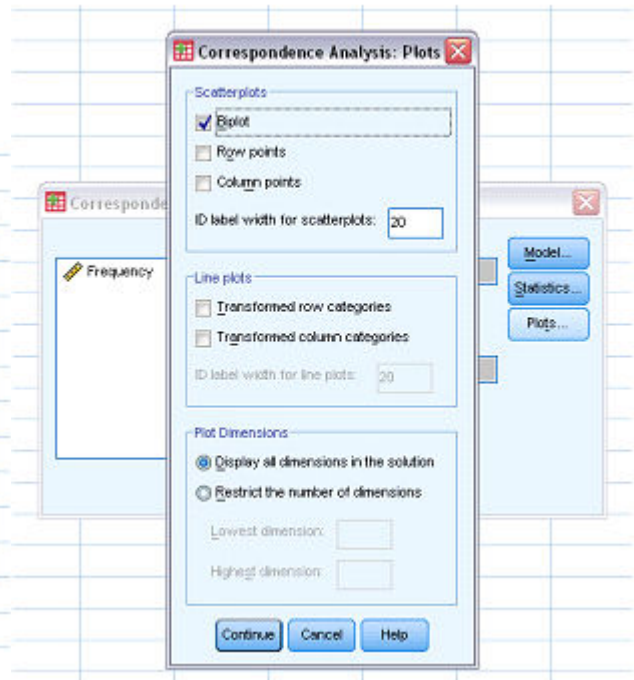 Correspondence Analysis: Plots
Scatterplots
Biplot
Row points
Column points
ID label width for scatterplots: 20
Corresponde
Frequency
Model...
Statistics...
Plots...
Line plots
Transformed row categories
Transformed column categories
ID label width for line plots: 20
Plot Dimensions
Display all dimensions in the solution
Restrict the number of dimensions
Lowest dimension:
Highest dimension:
Continue Cancel Help